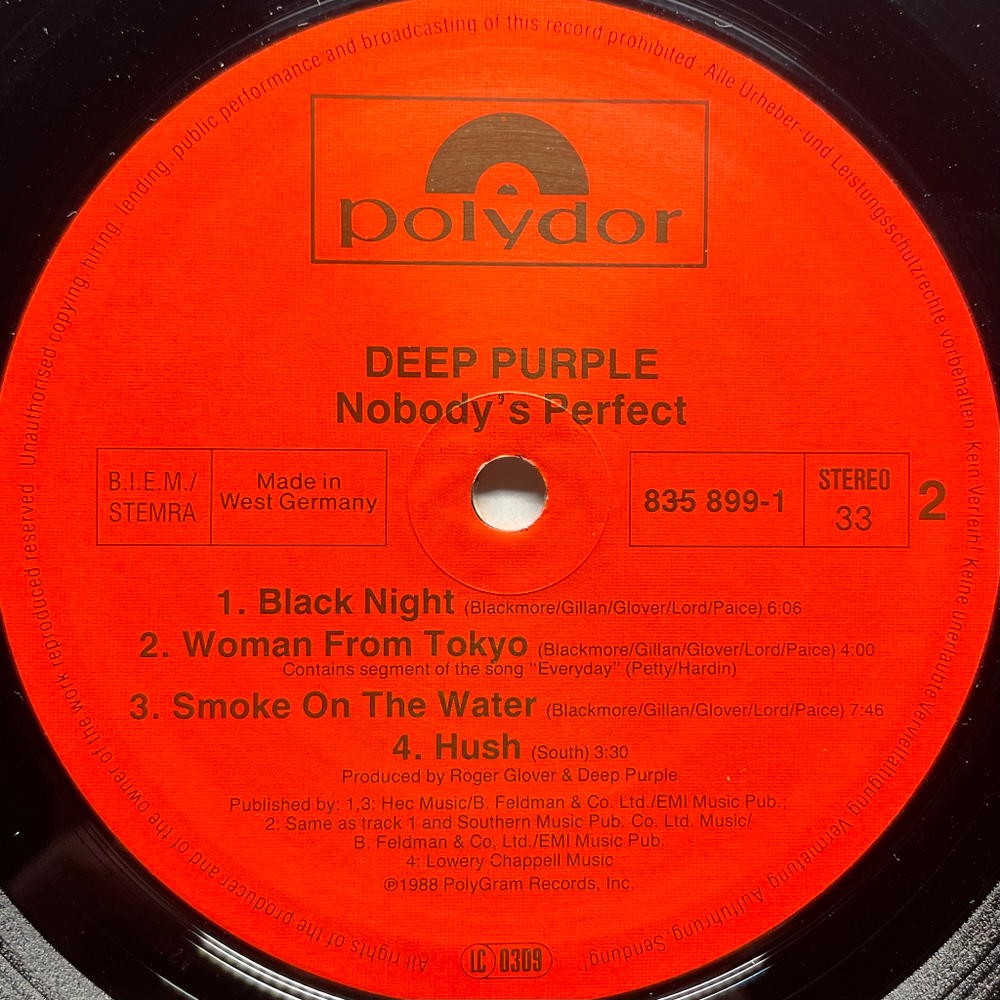 polydor
DEEP PURPLE
Nobody's Perfect
B.I.E.M./
STEMRA
Made in
West Germany
835 899-1
STEREO
33
2
1. Black Night (Blackmore/Gillan/Glover/Lord/Paice) 6:06
2. Woman From Tokyo (Blackmore/Gillan/Glover/Lord/Paice) 4:00
Contains segment of the song "Everyday" (Petty/Hardin)
3. Smoke On The Water (Blackmore/Gillan/Glover/Lord/Paice) 7:46
4. Hush (South) 3:30
Produced by Roger Glover & Deep Purple
Published by: 1,3: Hec Music/B. Feldman & Co. Ltd./EMI Music Pub.;
2: Same as track 1 and Southern Music Pub. Co. Ltd. Music/
B. Feldman & Co, Ltd./EMI Music Pub.
4: Lowery Chappell Music
℗1988 PolyGram Records, Inc.
LC 0309
All rights of the producer and of the owner of the work reproduced reserved. Unauthorised copying, hiring, lending, public performance and broadcasting of this record prohibited · Alle Urheber- und Leistungsschutzrechte vorbehalten. Kein Verleih! Keine unerlaubte Vervielfältigung, Vermietung, Aufführung, Sendung!